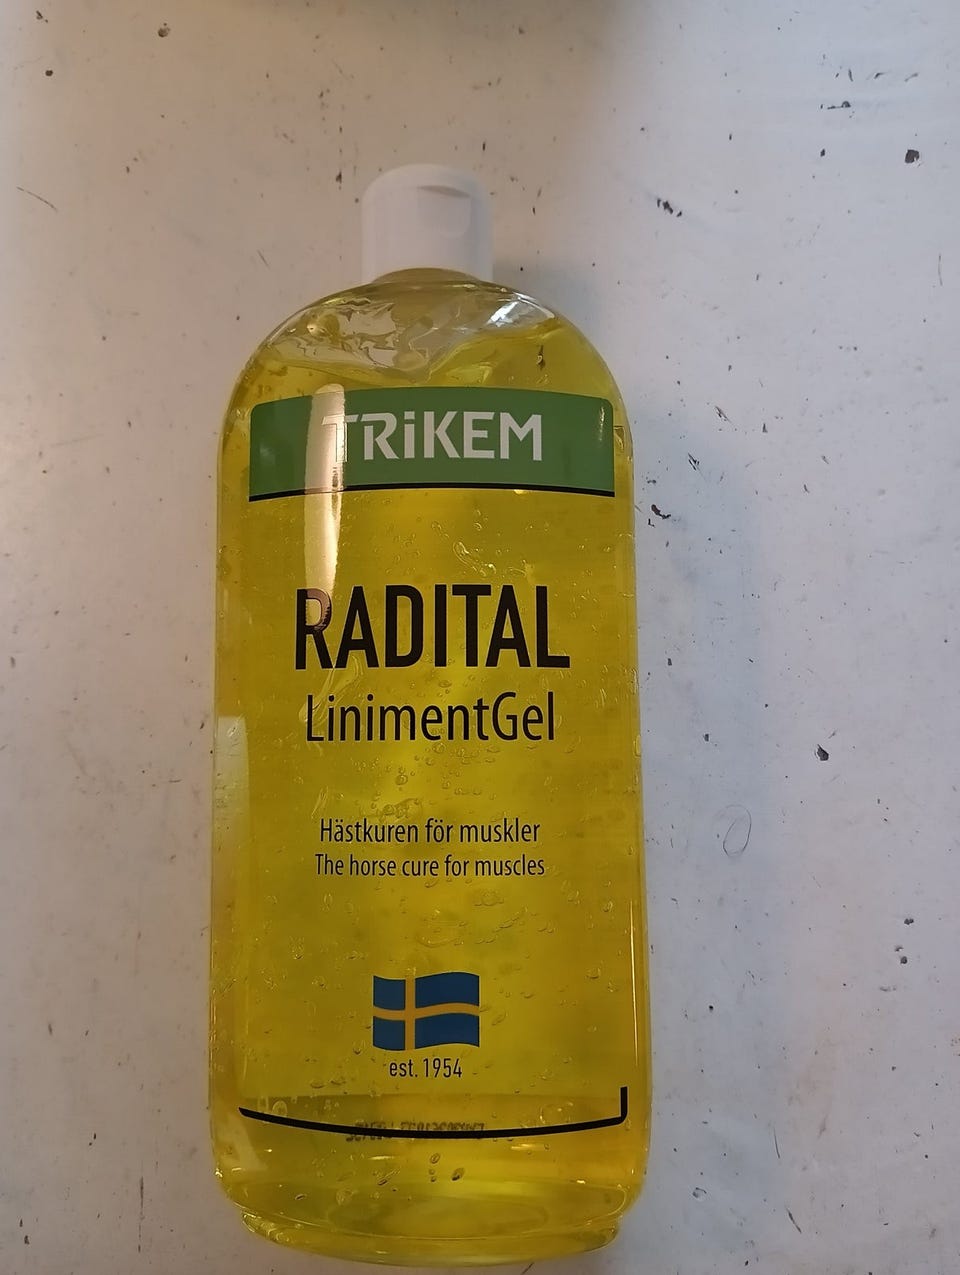 TRiKEM
RADITAL
LinimentGel
Hästkuren för muskler
The horse cure for muscles
est. 1954